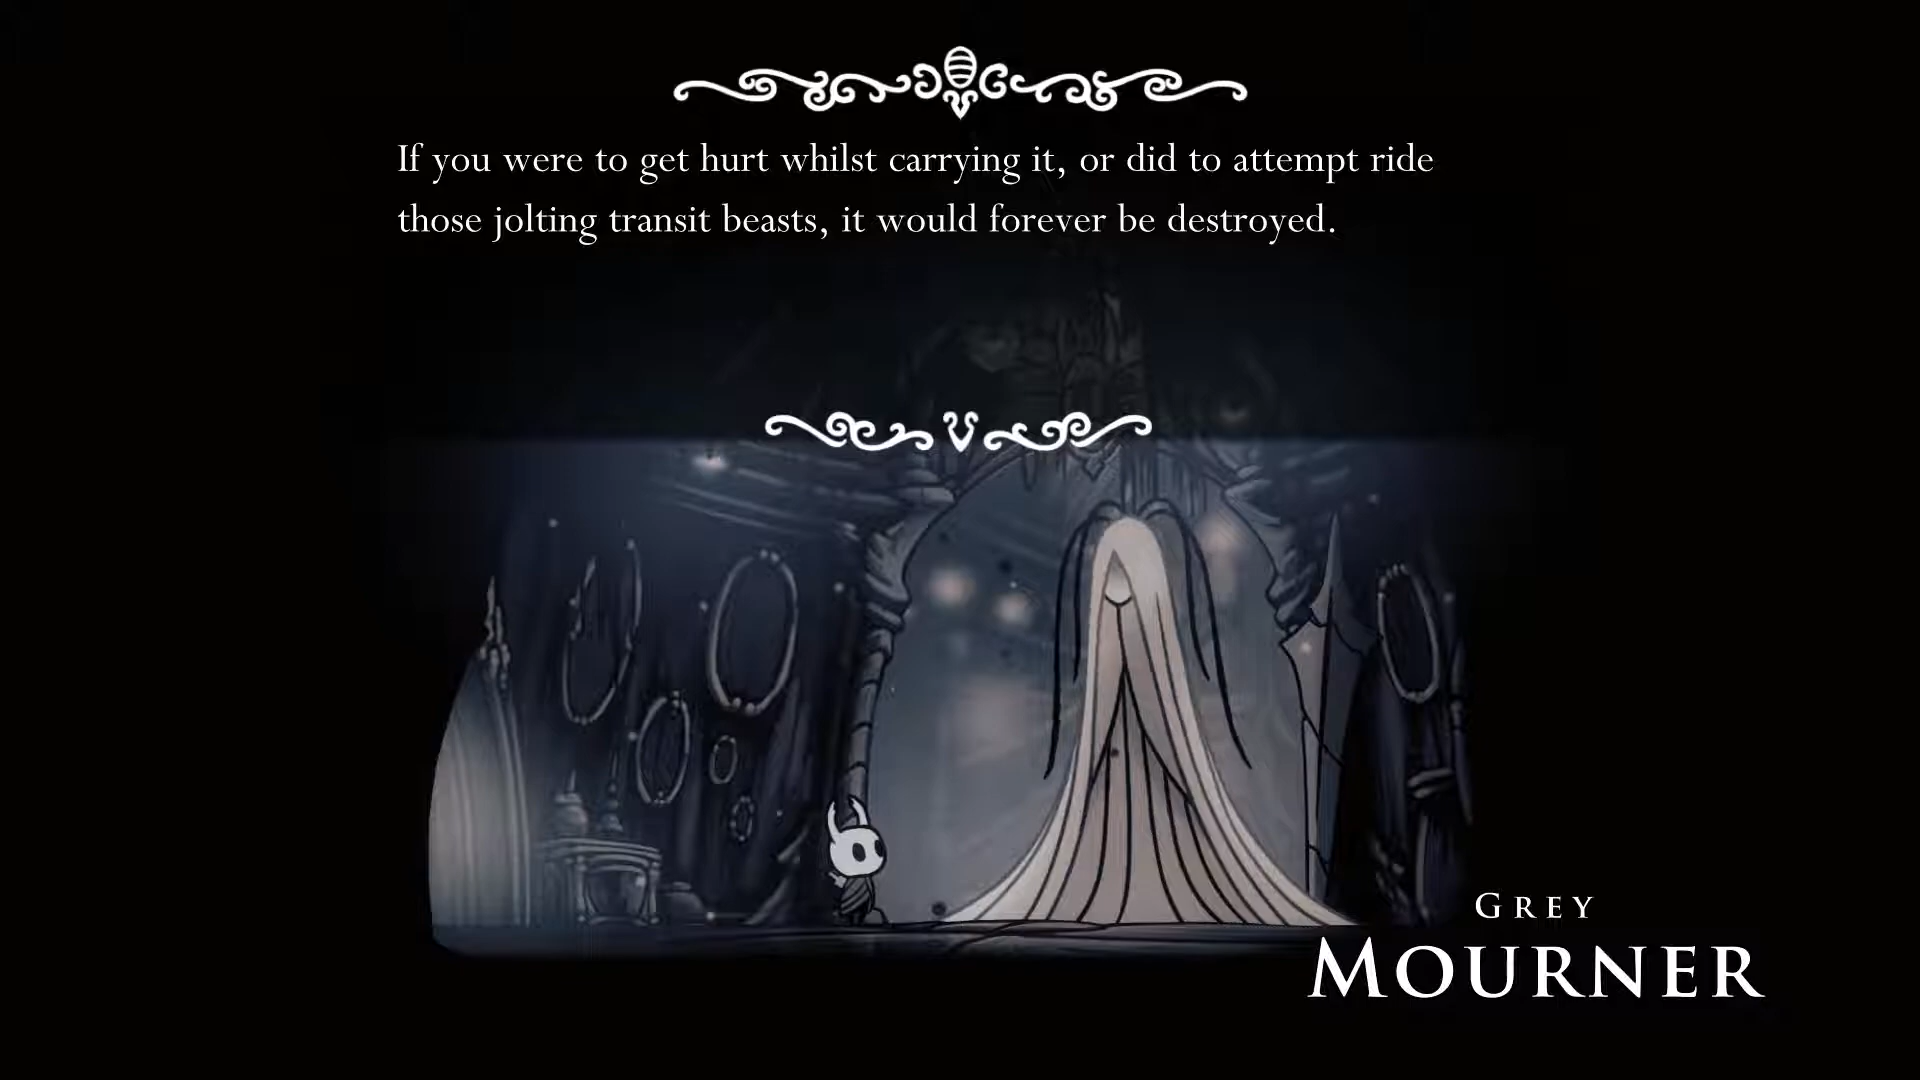 If you were to get hurt whilst carrying it, or did to attempt ride
those jolting transit beasts, it would forever be destroyed.
GREY
MOURNER